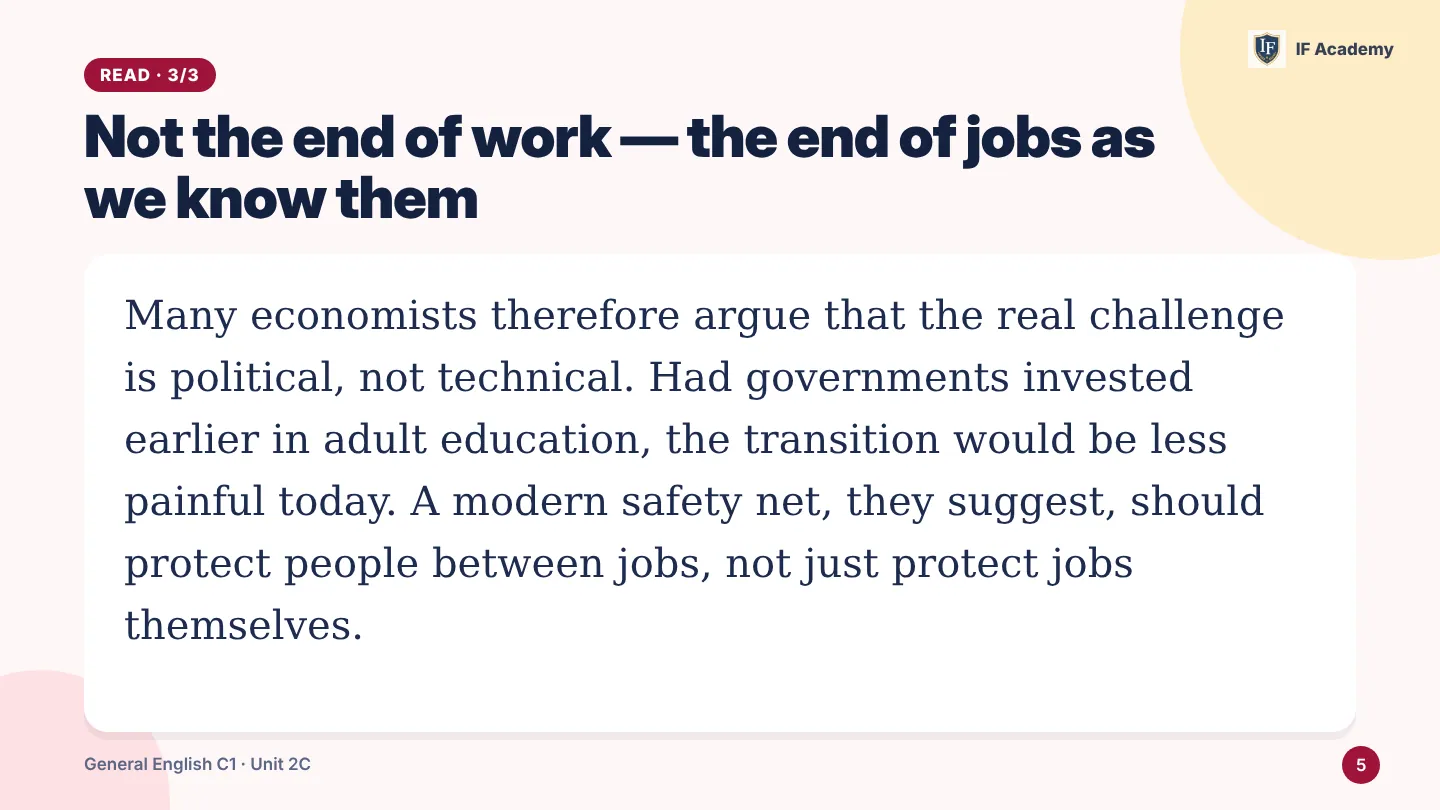 IF Academy
READ · 3/3
Not the end of work — the end of jobs as
we know them
Many economists therefore argue that the real challenge
is political, not technical. Had governments invested
earlier in adult education, the transition would be less
painful today. A modern safety net, they suggest, should
protect people between jobs, not just protect jobs
themselves.
General English C1 · Unit 2C
5